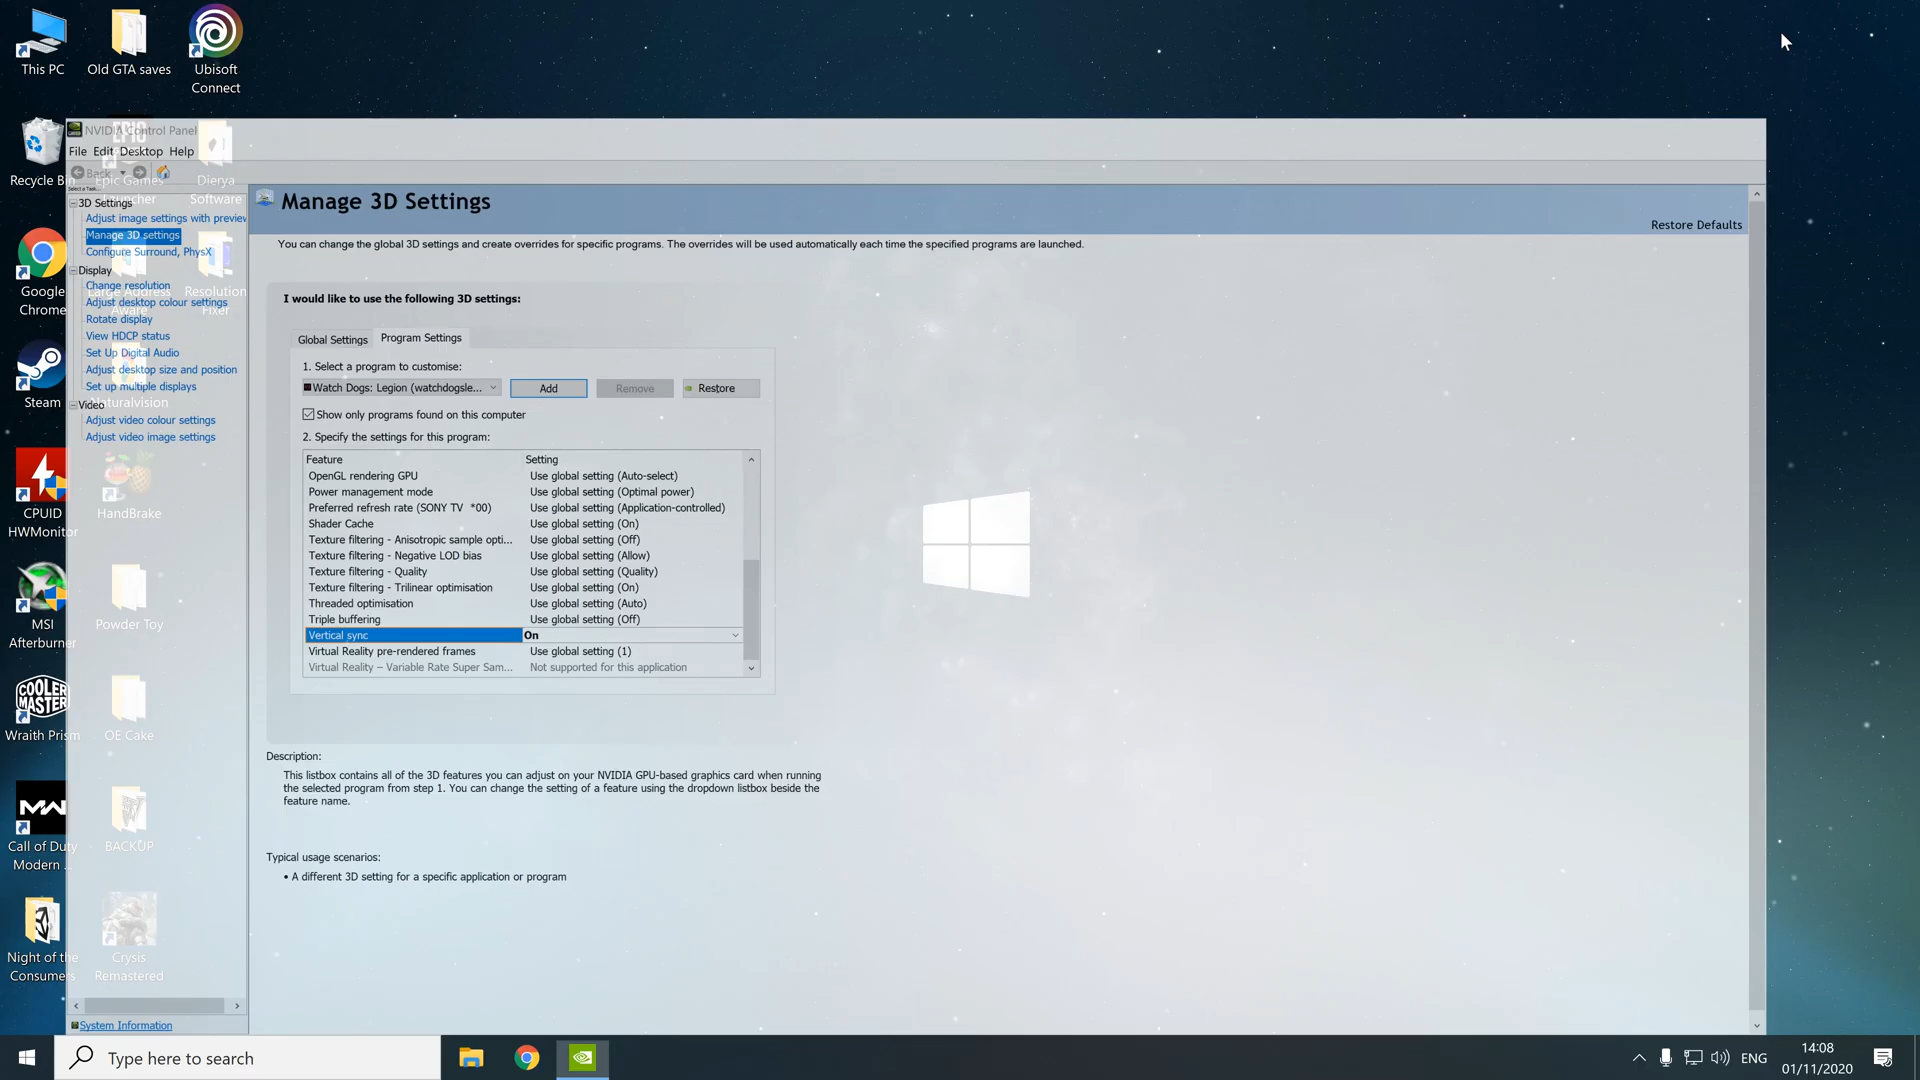 This PC
Old GTA saves
Ubisoft
Connect
NVIDIA Control Panel
File Edit Desktop Help
Back
Recycle Bin
Epic Games
Launcher
Dierya
Software
Select a Task...
3D Settings
Adjust image settings with preview
Manage 3D settings
Configure Surround, PhysX
Display
Change resolution
Adjust desktop colour settings
Rotate display
View HDCP status
Set Up Digital Audio
Adjust desktop size and position
Set up multiple displays
Video
Adjust video colour settings
Adjust video image settings
System Information
Google
Chrome
Large Address
Aware
Resolution
Fixer
Steam
Naturalvision
CPUID
HWMonitor
HandBrake
MSI
Afterburner
Powder Toy
COOLER
MASTER
Wraith Prism
OE Cake
MW
Call of Duty
Modern ...
BACKUP
Night of the
Consumers
Crysis
Remastered
Manage 3D Settings
Restore Defaults
You can change the global 3D settings and create overrides for specific programs. The overrides will be used automatically each time the specified programs are launched.
I would like to use the following 3D settings:
Global Settings
Program Settings
1. Select a program to customise:
Watch Dogs: Legion (watchdogsle...
Add
Remove
Restore
Show only programs found on this computer
2. Specify the settings for this program:
Feature Setting
OpenGL rendering GPU Use global setting (Auto-select)
Power management mode Use global setting (Optimal power)
Preferred refresh rate (SONY TV *00) Use global setting (Application-controlled)
Shader Cache Use global setting (On)
Texture filtering - Anisotropic sample opti... Use global setting (Off)
Texture filtering - Negative LOD bias Use global setting (Allow)
Texture filtering - Quality Use global setting (Quality)
Texture filtering - Trilinear optimisation Use global setting (On)
Threaded optimisation Use global setting (Auto)
Triple buffering Use global setting (Off)
Vertical sync On
Virtual Reality pre-rendered frames Use global setting (1)
Virtual Reality – Variable Rate Super Sam... Not supported for this application
Description:
This listbox contains all of the 3D features you can adjust on your NVIDIA GPU-based graphics card when running
the selected program from step 1. You can change the setting of a feature using the dropdown listbox beside the
feature name.
Typical usage scenarios:
• A different 3D setting for a specific application or program
Type here to search
ENG
14:08
01/11/2020